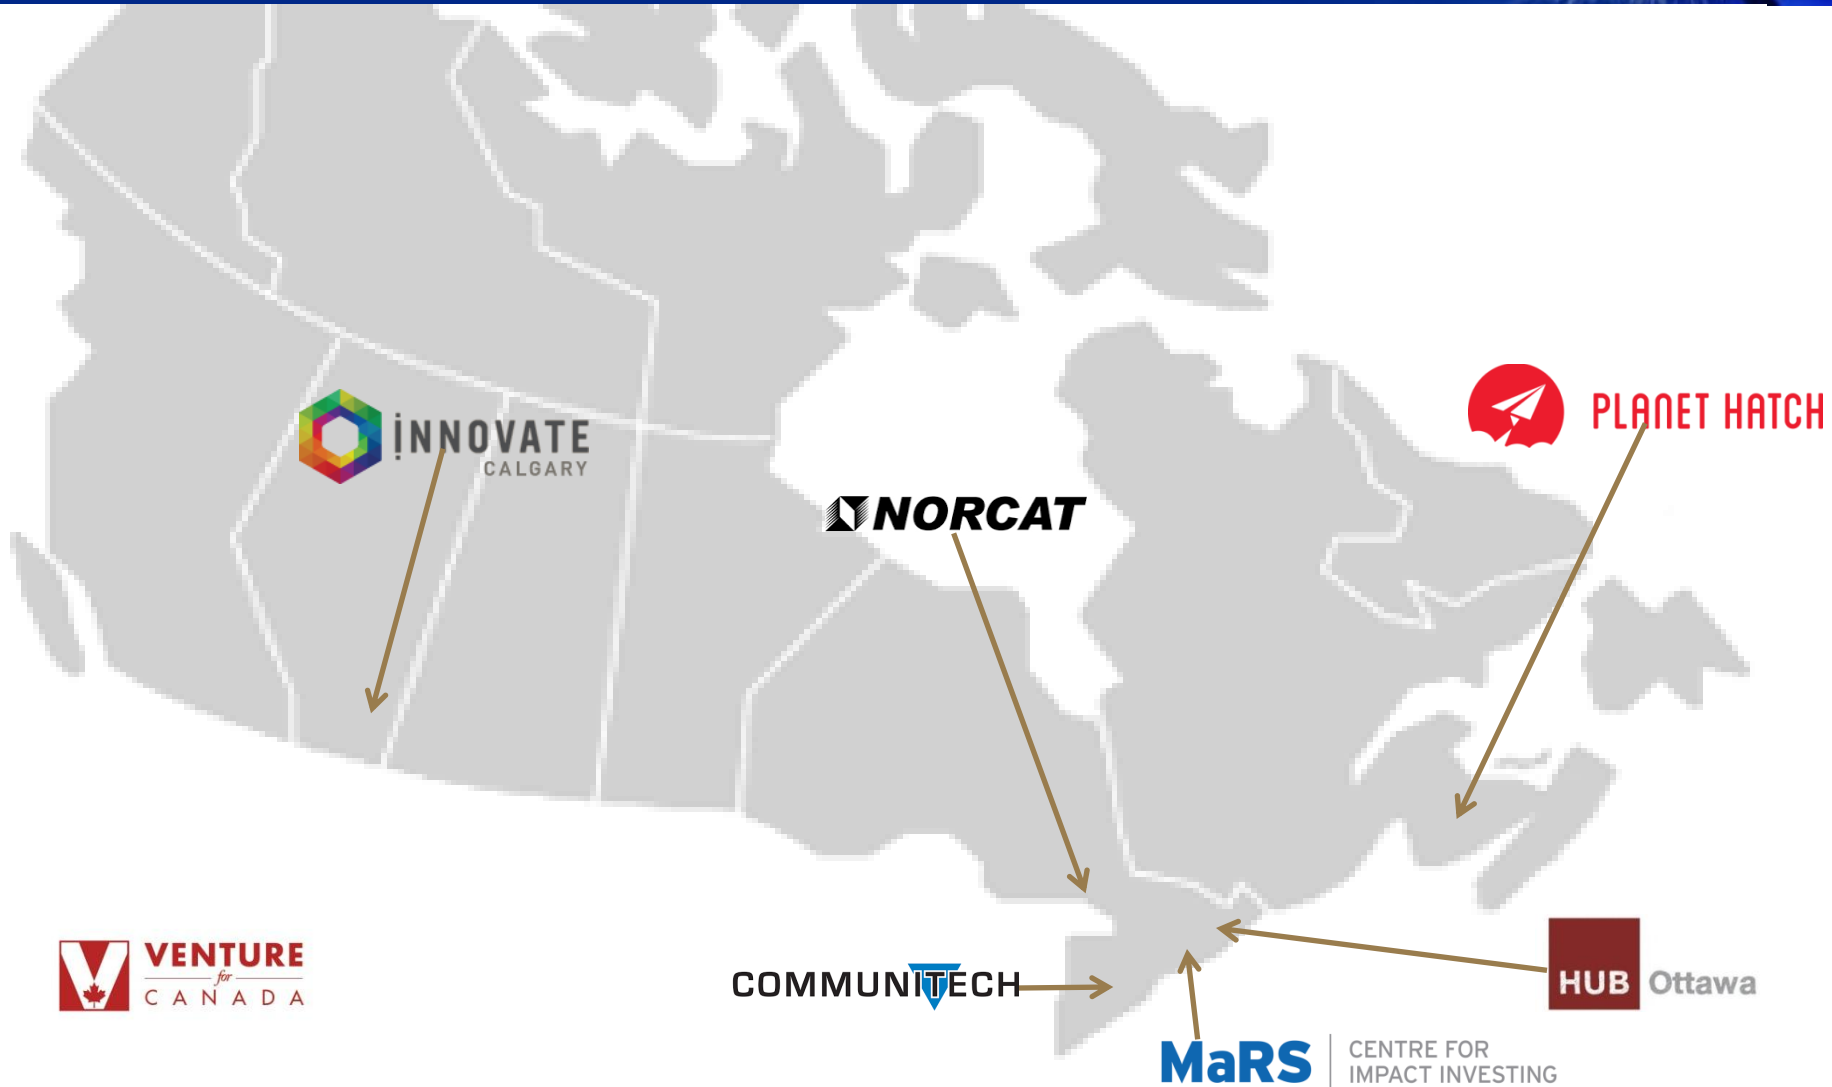 iNNOVATE
CALGARY
PLANET HATCH
NORCAT
VENTURE
for
CANADA
COMMUNITECH
HUB Ottawa
MaRS
CENTRE FOR
IMPACT INVESTING